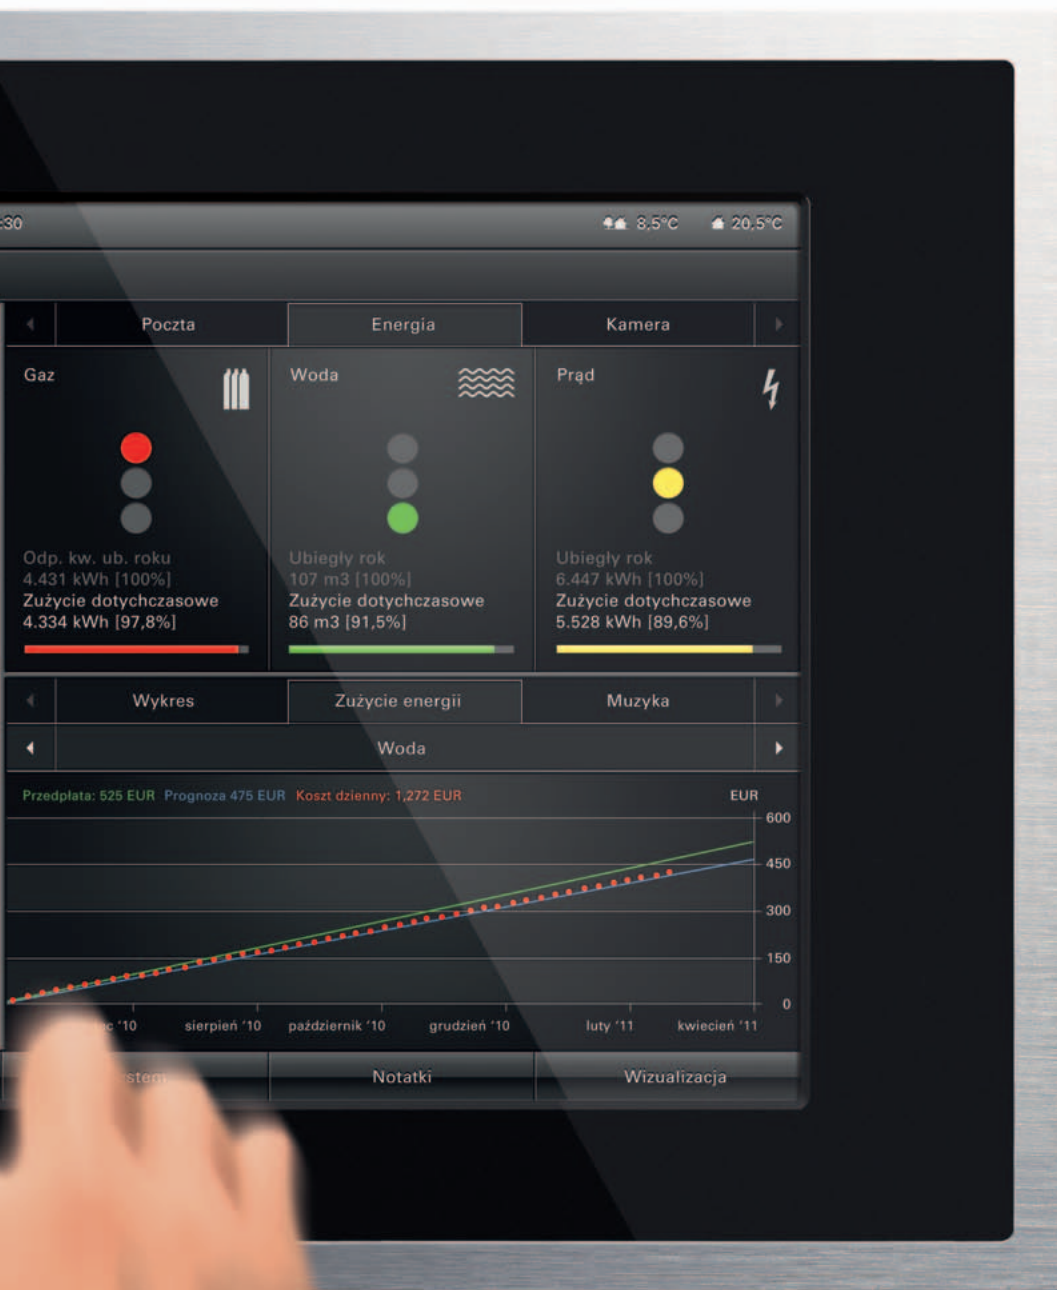 :30
8,5°C 20,5°C
Poczta Energia Kamera
Gaz Woda Prąd
Odp. kw. ub. roku
4.431 kWh [100%]
Zużycie dotychczasowe
4.334 kWh [97,8%]
Ubiegły rok
107 m3 [100%]
Zużycie dotychczasowe
86 m3 [91,5%]
Ubiegły rok
6.447 kWh [100%]
Zużycie dotychczasowe
5.528 kWh [89,6%]
Wykres Zużycie energii Muzyka
Woda
Przedpłata: 525 EUR Prognoza 475 EUR Koszt dzienny: 1,272 EUR EUR
600
450
300
150
0
'10 sierpień '10 październik '10 grudzień '10 luty '11 kwiecień '11
Notatki Wizualizacja